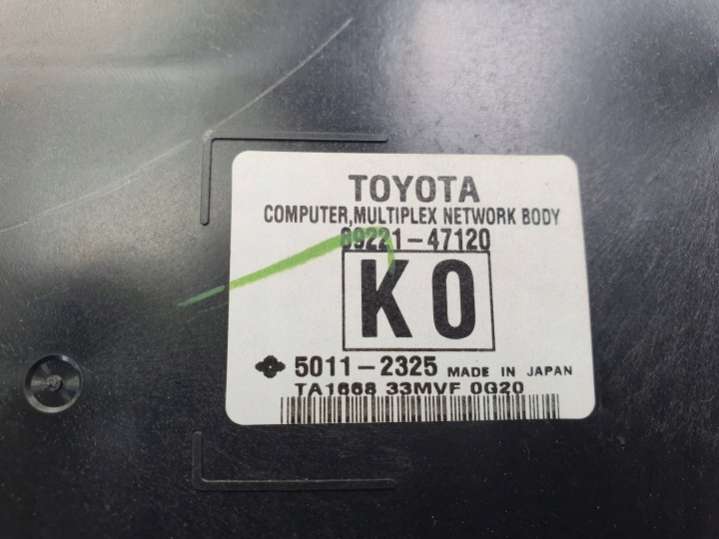 TOYOTA
COMPUTER, MULTIPLEX NETWORK BODY
89221-47120
K0
5011-2325 MADE IN JAPAN
TA1668 33MVF 0G20